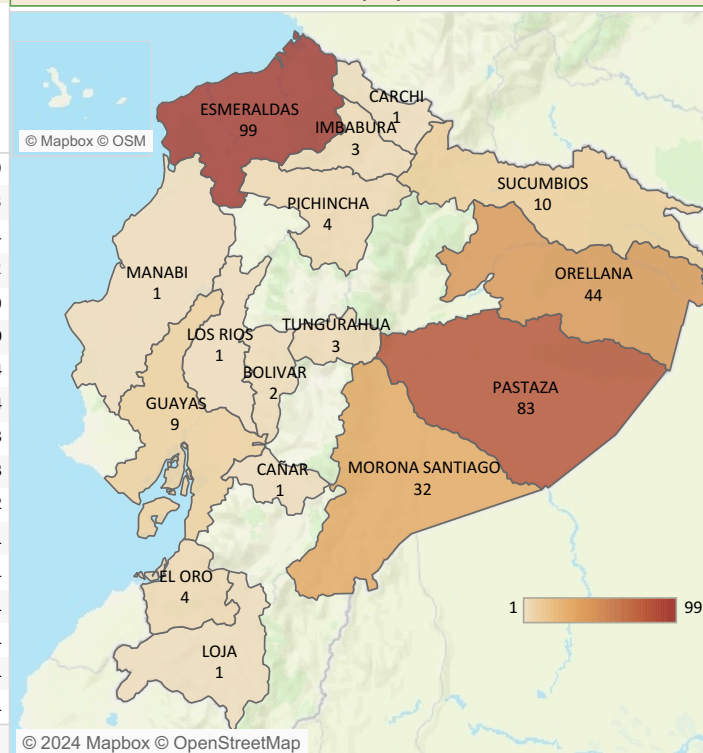 © Mapbox © OSM
ESMERALDAS
99
CARCHI
1
IMBABURA
3
SUCUMBIOS
10
PICHINCHA
4
MANABI
1
ORELLANA
44
TUNGURAHUA
3
LOS RIOS
1
BOLIVAR
2
PASTAZA
83
GUAYAS
9
CAÑAR
1
MORONA SANTIAGO
32
EL ORO
4
1
99
LOJA
1
© 2024 Mapbox © OpenStreetMap